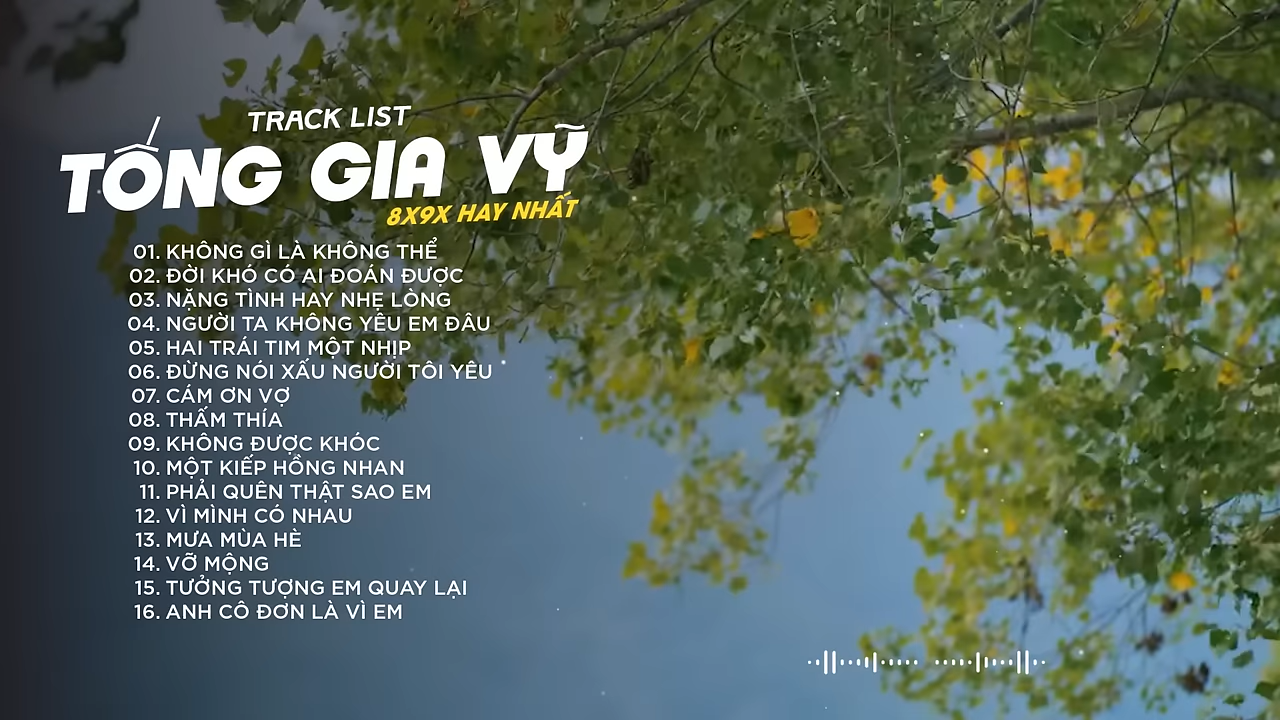 TRACK LIST
TỐNG GIA VỸ
8X9X HAY NHẤT
01. KHÔNG GÌ LÀ KHÔNG THỂ
02. ĐỜI KHÓ CÓ AI ĐOÁN ĐƯỢC
03. NẶNG TÌNH HAY NHẸ LÒNG
04. NGƯỜI TA KHÔNG YÊU EM ĐÂU
05. HAI TRÁI TIM MỘT NHỊP
06. ĐỪNG NÓI XẤU NGƯỜI TÔI YÊU
07. CÁM ƠN VỢ
08. THẤM THÍA
09. KHÔNG ĐƯỢC KHÓC
10. MỘT KIẾP HỒNG NHAN
11. PHẢI QUÊN THẬT SAO EM
12. VÌ MÌNH CÓ NHAU
13. MƯA MÙA HÈ
14. VỠ MỘNG
15. TƯỞNG TƯỢNG EM QUAY LẠI
16. ANH CÔ ĐƠN LÀ VÌ EM